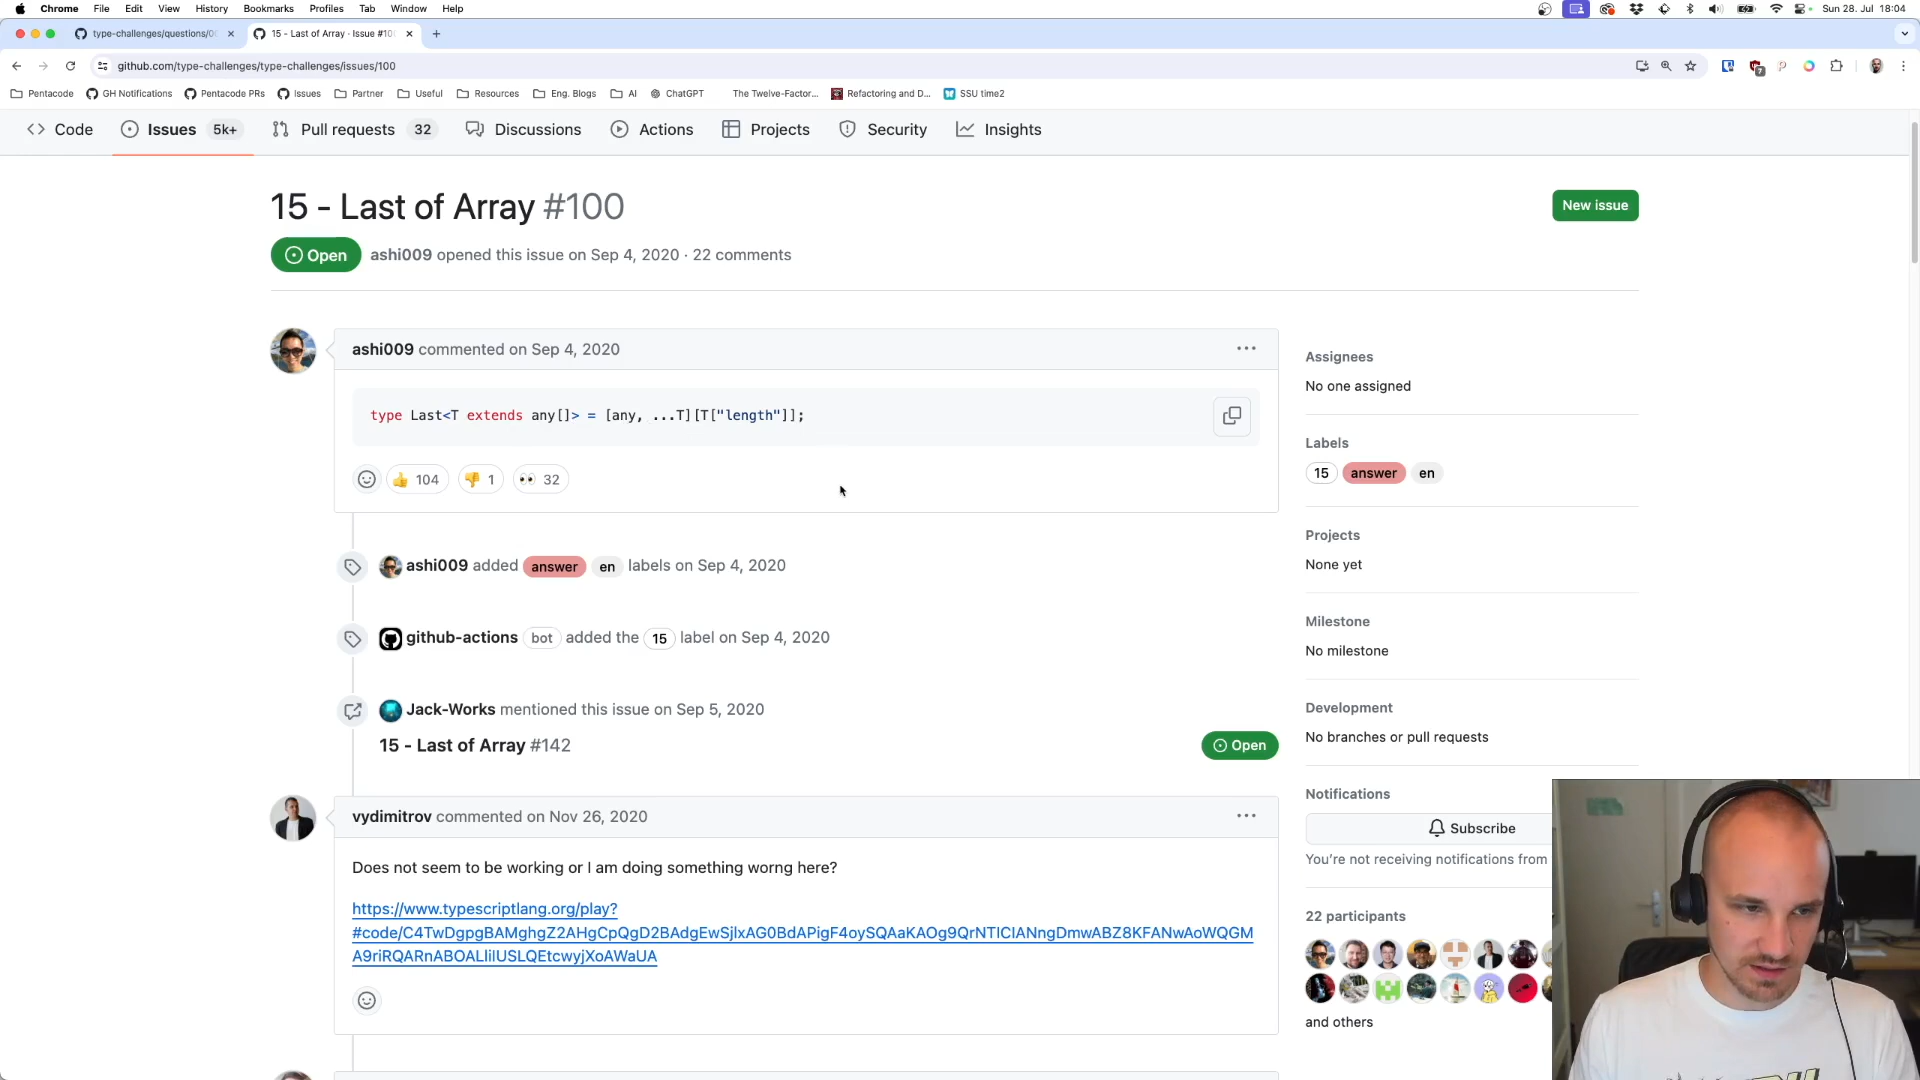 Chrome File Edit View History Bookmarks Profiles Tab Window Help Sun 28. Jul 18:04
type-challenges/questions/0 15 - Last of Array · Issue #10
github.com/type-challenges/type-challenges/issues/100
7
Pentacode GH Notifications Pentacode PRs Issues Partner Useful Resources Eng. Blogs AI ChatGPT The Twelve-Factor... Refactoring and D... SSU time2
Code Issues 5k+ Pull requests 32 Discussions Actions Projects Security Insights
15 - Last of Array #100
New issue
Open ashi009 opened this issue on Sep 4, 2020 · 22 comments
ashi009 commented on Sep 4, 2020
type Last<T extends any[]> = [any, ...T][T["length"]];
104 1 32
ashi009 added answer en labels on Sep 4, 2020
github-actions bot added the 15 label on Sep 4, 2020
Jack-Works mentioned this issue on Sep 5, 2020
15 - Last of Array #142
Open
vydimitrov commented on Nov 26, 2020
Does not seem to be working or I am doing something worng here?
https://www.typescriptlang.org/play?
Assignees
No one assigned
Labels
15 answer en
Projects
None yet
Milestone
No milestone
Development
No branches or pull requests
Notifications
Subscribe
You're not receiving notifications from
22 participants
and others